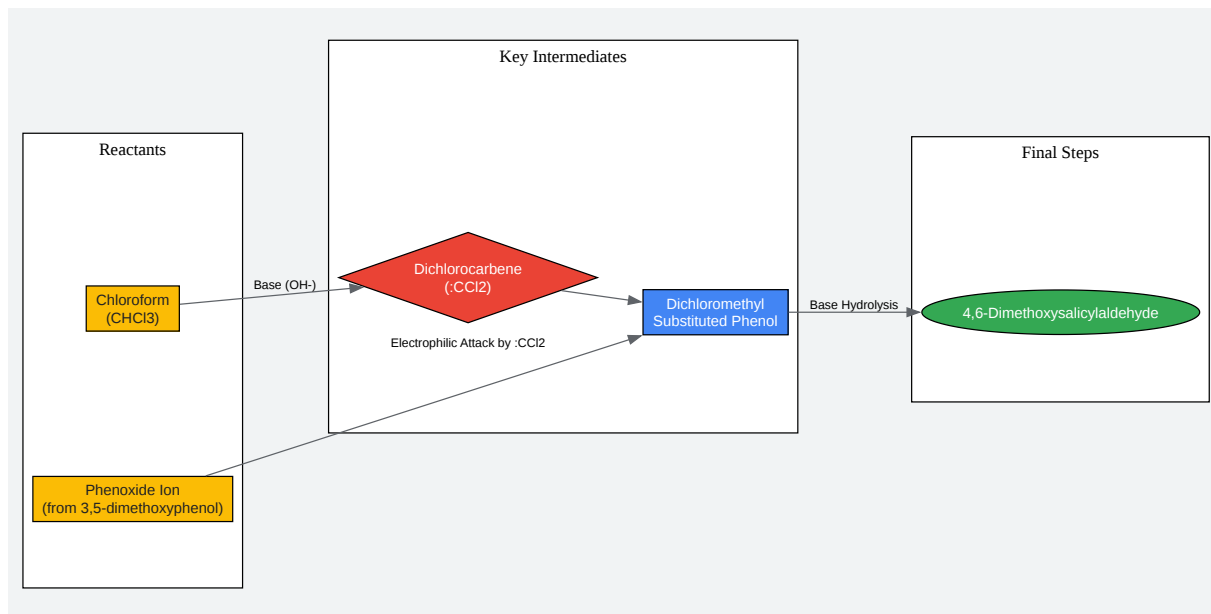 Reactants
Chloroform
(CHCl3)
Phenoxide Ion
(from 3,5-dimethoxyphenol)
Base (OH-)
Key Intermediates
Dichlorocarbene
(:CCl2)
Electrophilic Attack by :CCl2
Dichloromethyl
Substituted Phenol
Base Hydrolysis
Final Steps
4,6-Dimethoxysalicylaldehyde